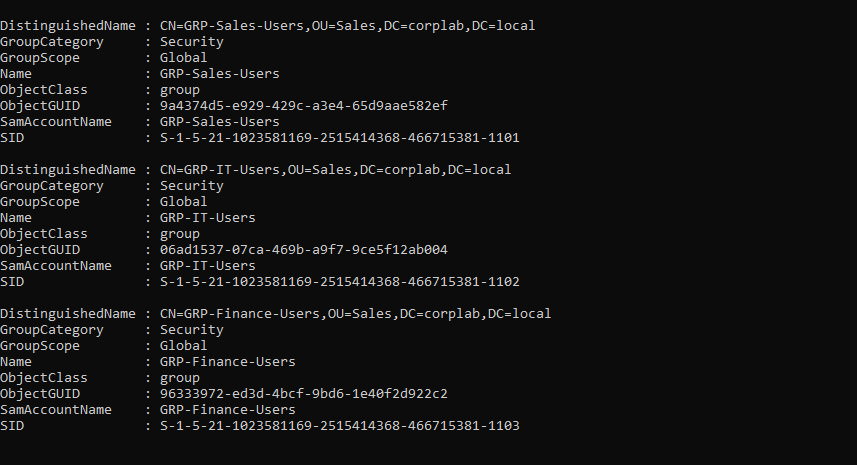 DistinguishedName : CN=GRP-Sales-Users,OU=Sales,DC=corplab,DC=local
GroupCategory     : Security
GroupScope        : Global
Name              : GRP-Sales-Users
ObjectClass       : group
ObjectGUID        : 9a4374d5-e929-429c-a3e4-65d9aae582ef
SamAccountName    : GRP-Sales-Users
SID               : S-1-5-21-1023581169-2515414368-466715381-1101

DistinguishedName : CN=GRP-IT-Users,OU=Sales,DC=corplab,DC=local
GroupCategory     : Security
GroupScope        : Global
Name              : GRP-IT-Users
ObjectClass       : group
ObjectGUID        : 06ad1537-07ca-469b-a9f7-9ce5f12ab004
SamAccountName    : GRP-IT-Users
SID               : S-1-5-21-1023581169-2515414368-466715381-1102

DistinguishedName : CN=GRP-Finance-Users,OU=Sales,DC=corplab,DC=local
GroupCategory     : Security
GroupScope        : Global
Name              : GRP-Finance-Users
ObjectClass       : group
ObjectGUID        : 96333972-ed3d-4bcf-9bd6-1e40f2d922c2
SamAccountName    : GRP-Finance-Users
SID               : S-1-5-21-1023581169-2515414368-466715381-1103